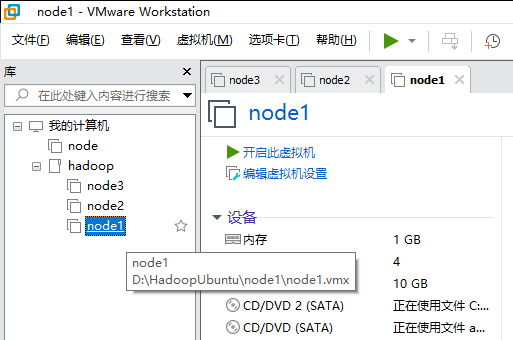 node1 - VMware Workstation
文件(F) 编辑(E) 查看(V) 虚拟机(M) 选项卡(T) 帮助(H)
库
在此处键入内容进行搜索
我的计算机
node
hadoop
node3
node2
node1
node1
D:\HadoopUbuntu\node1\node1.vmx
node3 node2 node1
node1
开启此虚拟机
编辑虚拟机设置
设备
内存 1 GB
4
10 GB
CD/DVD 2 (SATA) 正在使用文件 C:...
CD/DVD (SATA) 正在使用文件 a...